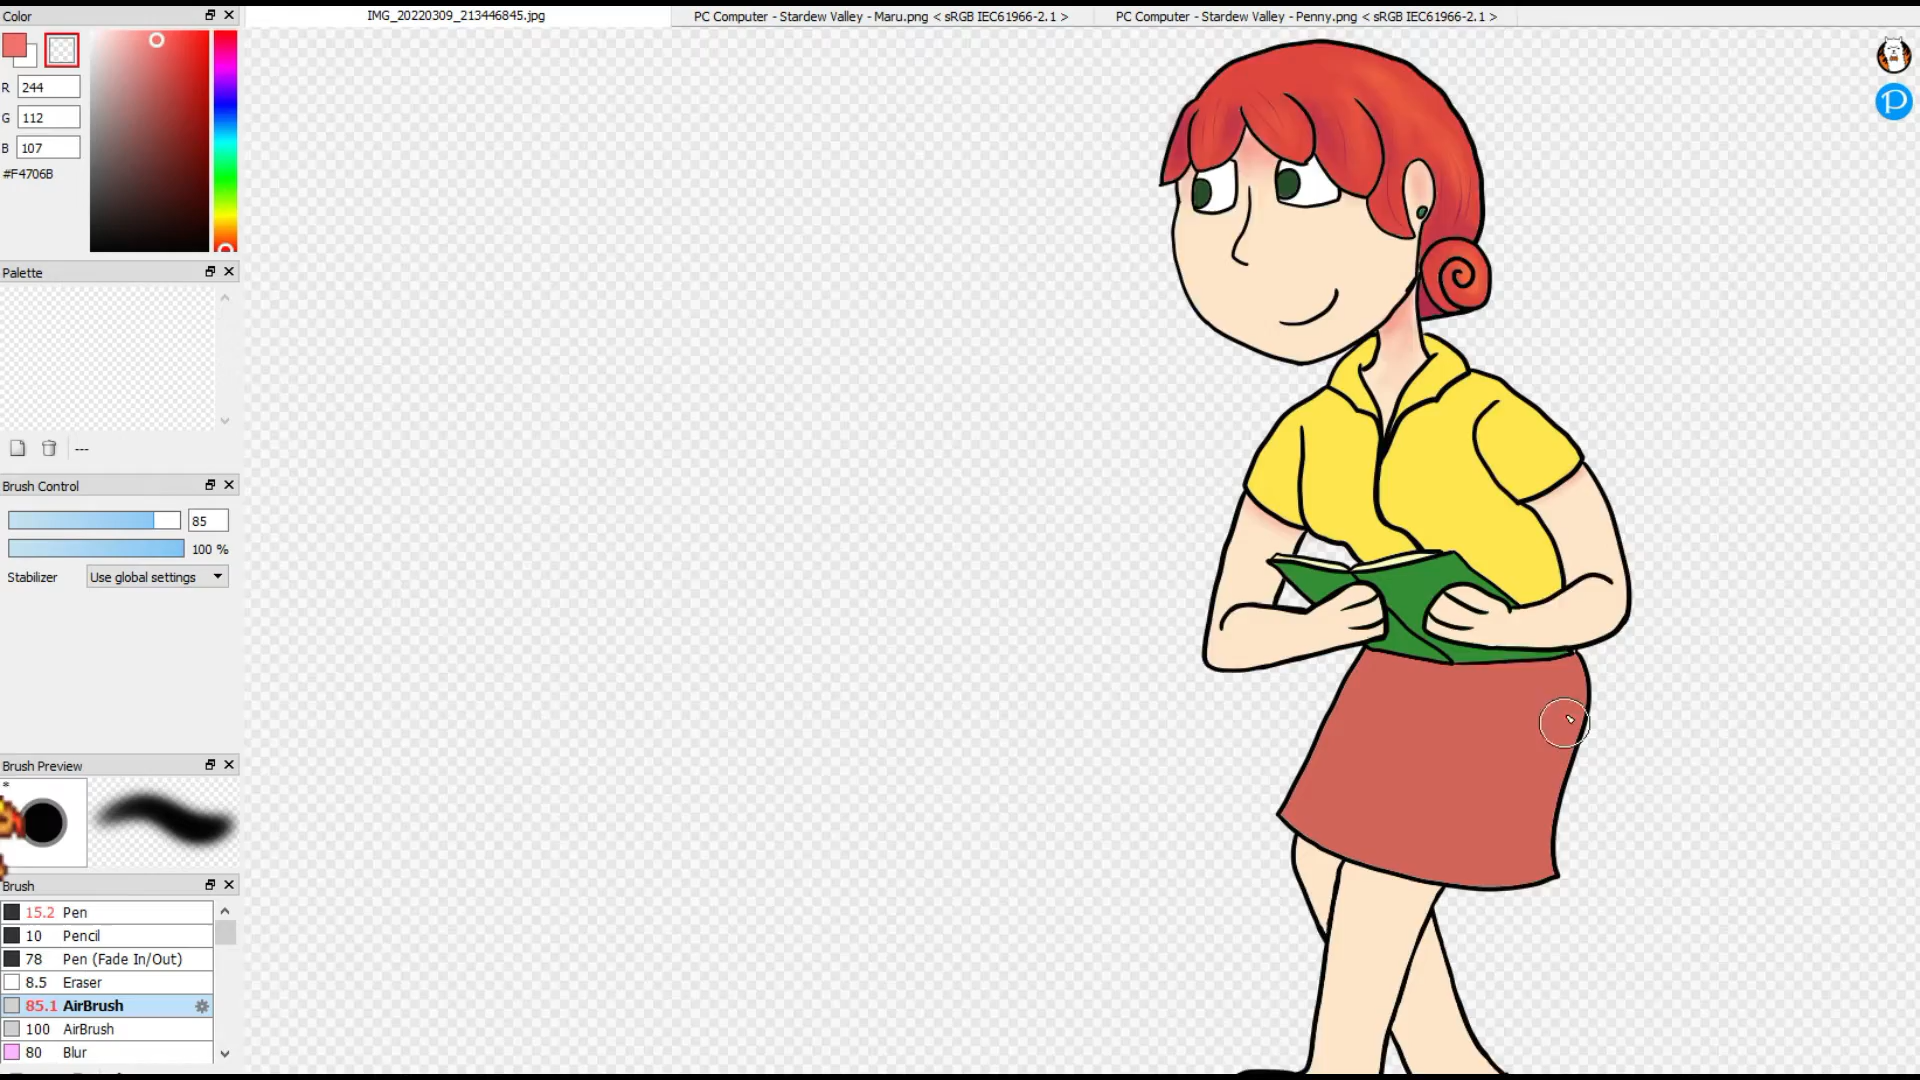 Color
IMG_20220309_213446845.jpg
PC Computer - Stardew Valley - Maru.png < sRGB IEC61966-2.1 >
PC Computer - Stardew Valley - Penny.png < sRGB IEC61966-2.1 >
R 244
G 112
B 107
#F4706B
Palette
---
Brush Control
85
100 %
Stabilizer Use global settings
Brush Preview
*
Brush
15.2 Pen
10 Pencil
78 Pen (Fade In/Out)
8.5 Eraser
85.1 AirBrush
100 AirBrush
80 Blur